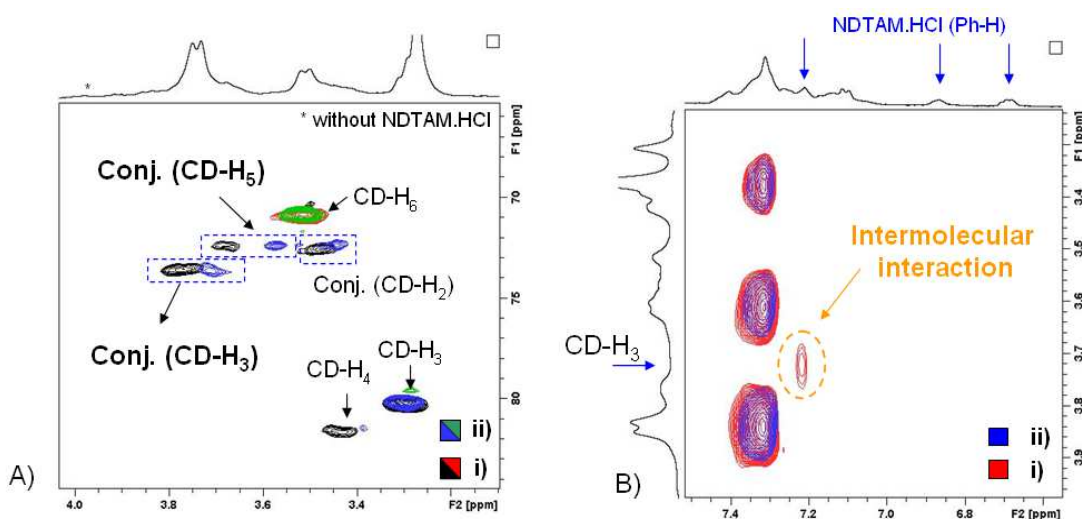 *
* without NDTAM.HCl
Conj. (CD-H5)
CD-H6
Conj. (CD-H2)
Conj. (CD-H3)
CD-H4
CD-H3
ii)
i)
A)
F1 [ppm]
70
75
80
4.0
3.8
3.6
3.4
F2 [ppm]
NDTAM.HCl (Ph-H)
Intermolecular
interaction
CD-H3
ii)
i)
B)
F1 [ppm]
3.4
3.5
3.6
3.7
3.8
3.9
7.4
7.2
7.0
6.8
F2 [ppm]